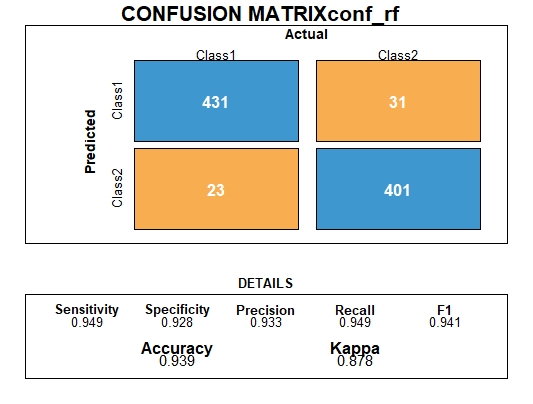 CONFUSION MATRIXconf_rf
Actual
Class1 Class2
Predicted
Class1
431 31
Class2
23 401
DETAILS
Sensitivity Specificity Precision Recall F1
0.949 0.928 0.933 0.949 0.941
Accuracy Kappa
0.939 0.878